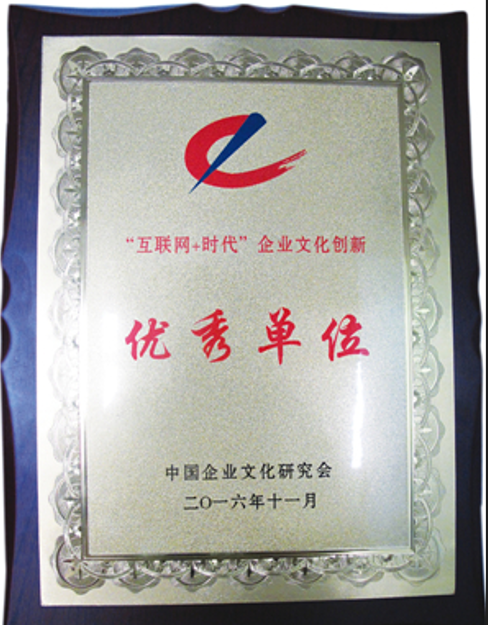 “互联网+时代”企业文化创新
优秀单位
中国企业文化研究会
二〇一六年十一月